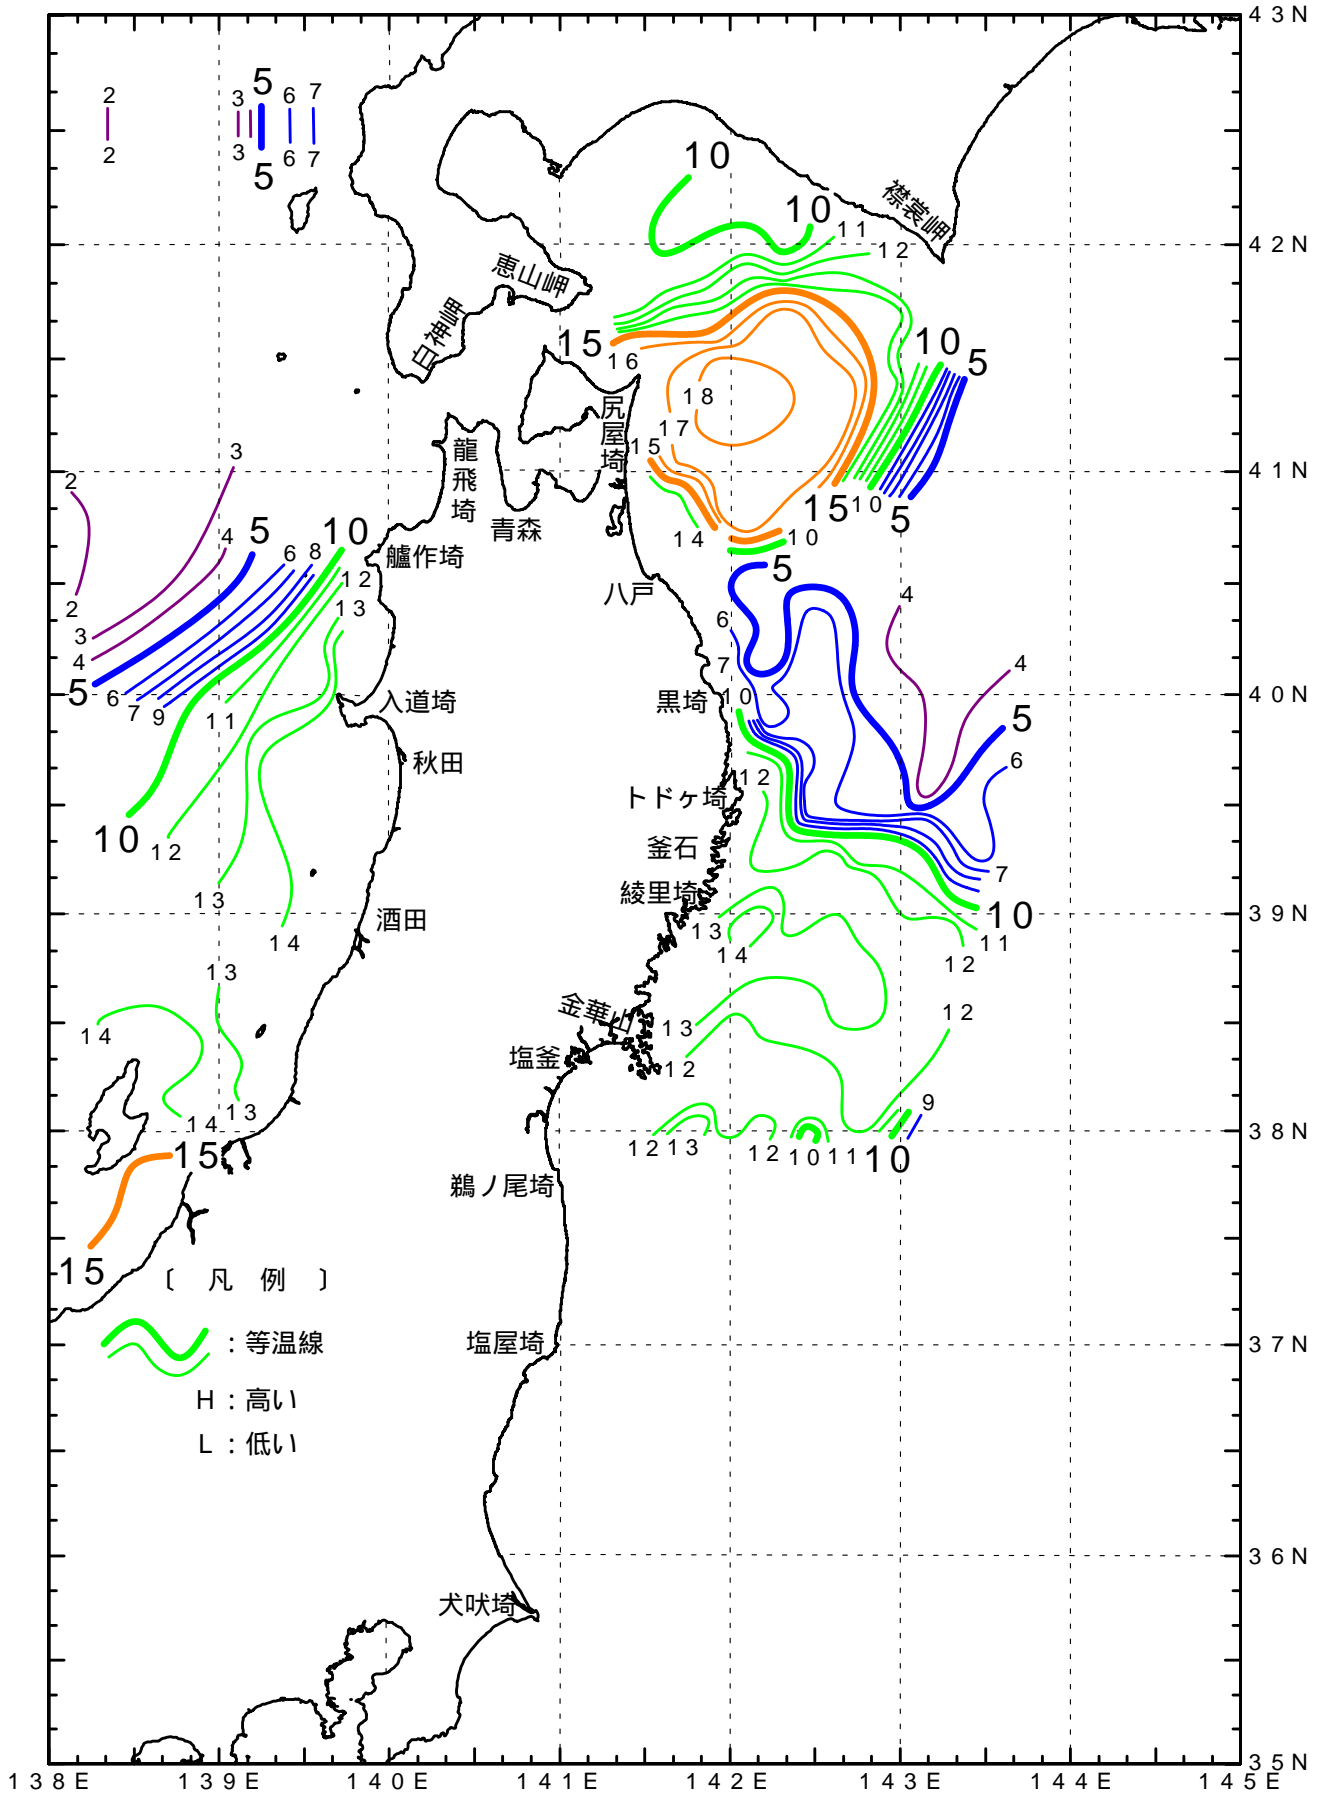 43N
42N
41N
40N
39N
38N
37N
36N
35N
138E 139E 140E 141E 142E 143E 144E 145E
2 3 5 6 7
2 3 5 6 7
10
10 11 12
襟裳岬
恵山岬
白神岬
15 16
10 5
18
17
15
尻屋埼
龍飛埼
青森
14
15 10 5
10
5
3
2
4 5 6 8 10
12
13
艫作埼
2
3
4
5 6 7 9 11
八戸
6
7
10
4
4
5
6
黒埼
入道埼
秋田
12
トドヶ埼
釜石
綾里埼
10 12
13
14
酒田
7
10
11
12
13
14
13
14
金華山
塩釜
13
12
12
14 13
9
12 13 12 10 11 10
15
鵜ノ尾埼
15
〔 凡 例 〕
：等温線
H：高い
L：低い
塩屋埼
犬吠埼